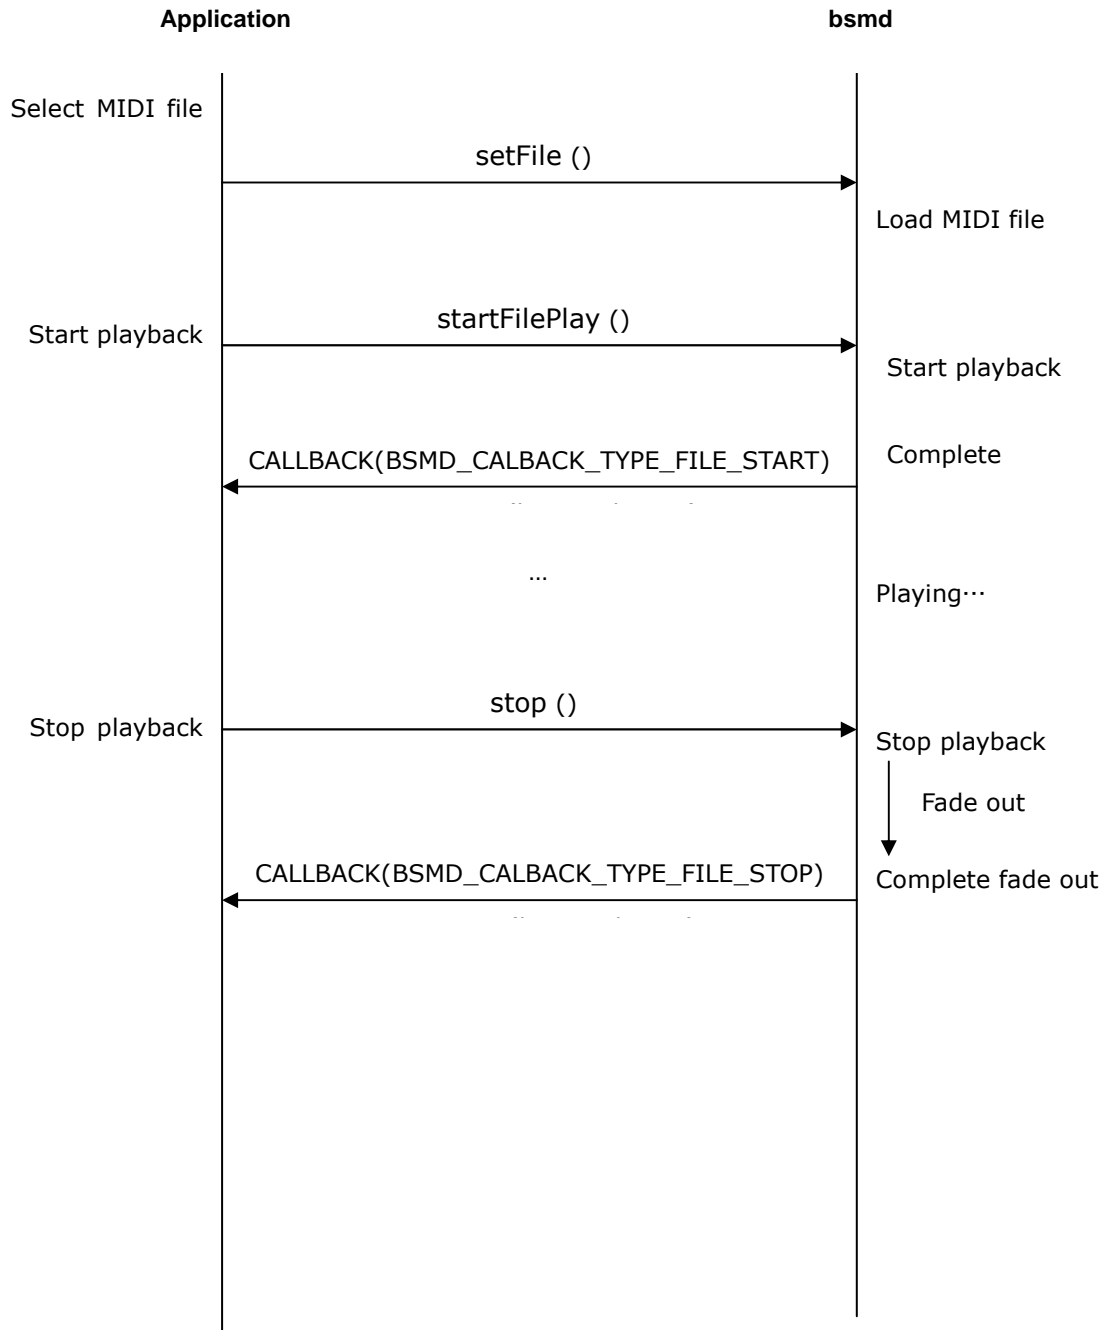 Application
bsmd
Select MIDI file
setFile ()
Load MIDI file
startFilePlay ()
Start playback
Start playback
CALLBACK(BSMD_CALBACK_TYPE_FILE_START)
Complete
...
Playing…
stop ()
Stop playback
Stop playback
Fade out
CALLBACK(BSMD_CALBACK_TYPE_FILE_STOP)
Complete fade out